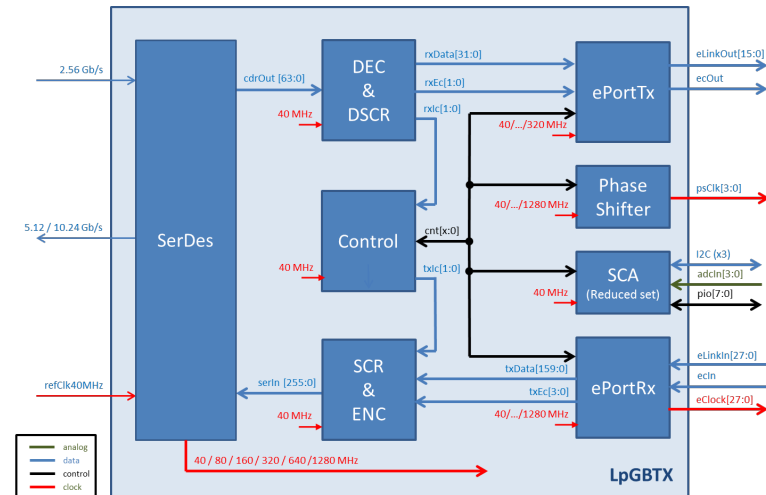 2.56 Gb/s
cdrOut [63:0]
DEC
&
DSCR
40 MHz
rxData[31:0]
rxEc[1:0]
rxIc[1:0]
ePortTx
40/.../320 MHz
eLinkOut[15:0]
ecOut
Phase
Shifter
40/.../1280 MHz
psClk[3:0]
5.12 / 10.24 Gb/s
SerDes
Control
40 MHz
cnt[x:0]
txIc[1:0]
SCA
(Reduced set)
40 MHz
I2C (x3)
adcIn[3:0]
pio[7:0]
refClk40MHz
serIn [255:0]
SCR
&
ENC
40 MHz
txData[159:0]
txEc[3:0]
ePortRx
40/.../1280 MHz
eLinkIn[27:0]
ecIn
eClock[27:0]
40 / 80 / 160 / 320 / 640 /1280 MHz
LpGBTX
analog
data
control
clock